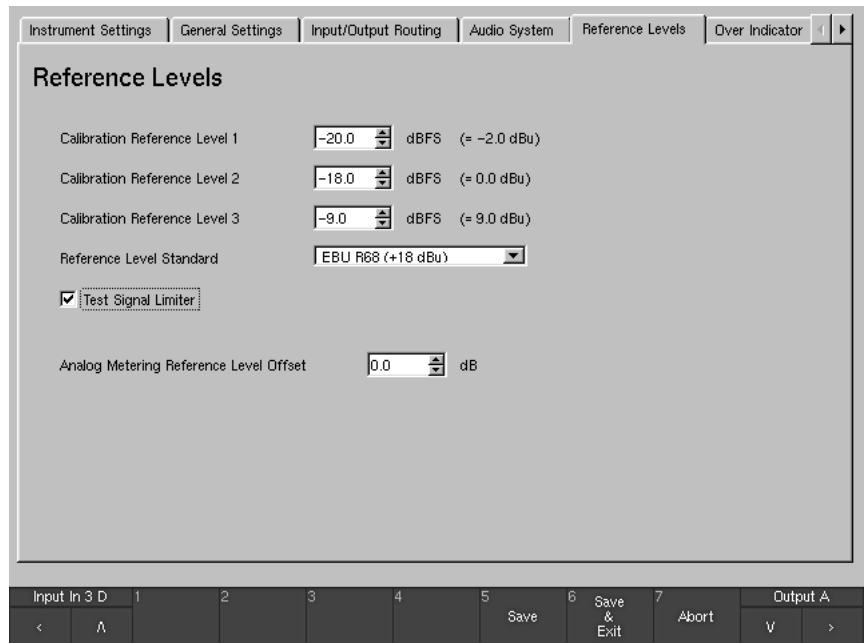 Instrument Settings General Settings Input/Output Routing Audio System Reference Levels Over Indicator
Reference Levels
Calibration Reference Level 1 -20.0 dBFS (= -2.0 dBu)
Calibration Reference Level 2 -18.0 dBFS (= 0.0 dBu)
Calibration Reference Level 3 -9.0 dBFS (= 9.0 dBu)
Reference Level Standard EBU R68 (+18 dBu)
Test Signal Limiter
Analog Metering Reference Level Offset 0.0 dB
Input In 3 D 1 2 3 4 5 6 7 Output A
< Λ Save Save & Exit Abort V >